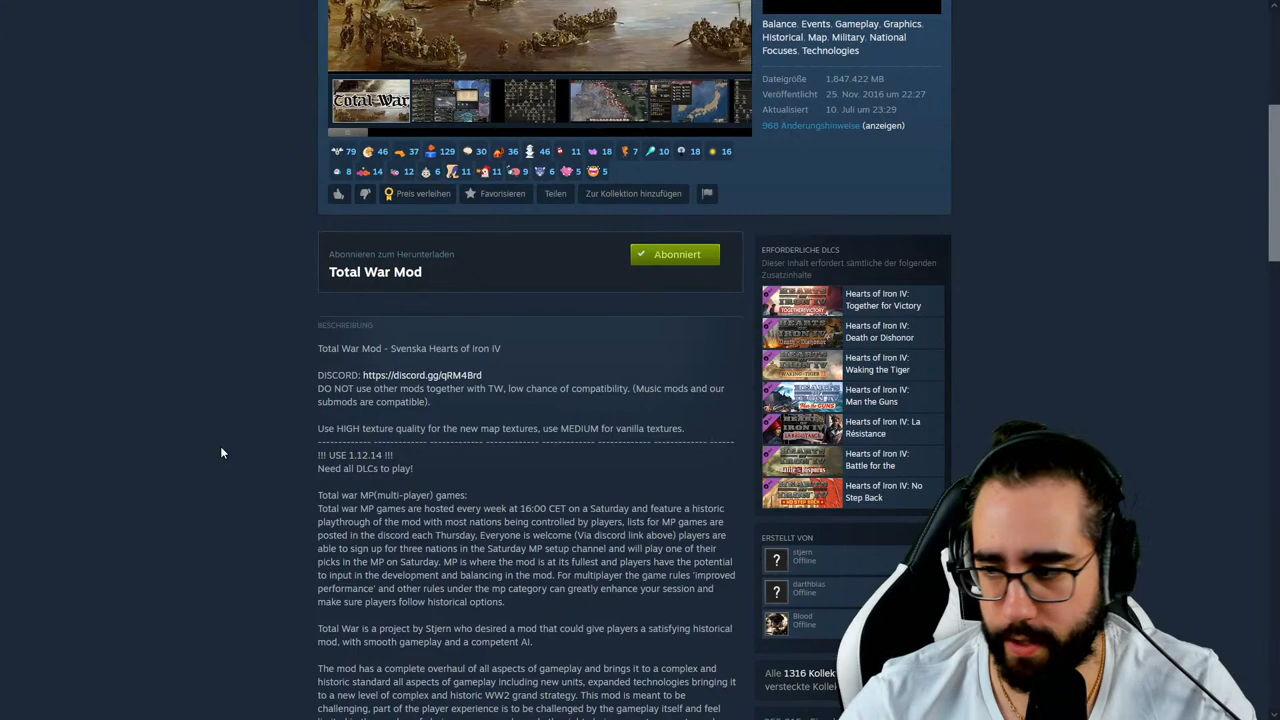 Balance, Events, Gameplay, Graphics,
Historical, Map, Military, National
Focuses, Technologies
Dateigröße 1,847.422 MB
Veröffentlicht 25. Nov. 2016 um 22:27
Aktualisiert 10. Juli um 23:29
968 Änderungshinweise (anzeigen)
Total War
79 46 37 129 30 36 46 11 18 7 10 18 16
8 14 12 6 11 11 9 6 5 5
Preis verleihen Favorisieren Teilen Zur Kollektion hinzufügen
Abonnieren zum Herunterladen
Total War Mod
Abonniert
ERFORDERLICHE DLCS
Dieser Inhalt erfordert sämtliche der folgenden
Zusatzinhalte
Hearts of Iron IV:
Together for Victory
Hearts of Iron IV:
Death or Dishonor
Hearts of Iron IV:
Waking the Tiger
Hearts of Iron IV:
Man the Guns
Hearts of Iron IV: La
Résistance
Hearts of Iron IV:
Battle for the
Hearts of Iron IV: No
Step Back
BESCHREIBUNG
Total War Mod - Svenska Hearts of Iron IV
DISCORD: https://discord.gg/qRM4Brd
DO NOT use other mods together with TW, low chance of compatibility. (Music mods and our
submods are compatible).
Use HIGH texture quality for the new map textures, use MEDIUM for vanilla textures.
!!! USE 1.12.14 !!!
Need all DLCs to play!
Total war MP(multi-player) games:
Total war MP games are hosted every week at 16:00 CET on a Saturday and feature a historic
playthrough of the mod with most nations being controlled by players, lists for MP games are
posted in the discord each Thursday, Everyone is welcome (Via discord link above) players are
able to sign up for three nations in the Saturday MP setup channel and will play one of their
picks in the MP on Saturday. MP is where the mod is at its fullest and players have the potential
to input in the development and balancing in the mod. For multiplayer the game rules 'improved
performance' and other rules under the mp category can greatly enhance your session and
make sure players follow historical options.
Total War is a project by Stjern who desired a mod that could give players a satisfying historical
mod, with smooth gameplay and a competent AI.
The mod has a complete overhaul of all aspects of gameplay and brings it to a complex and
historic standard all aspects of gameplay including new units, expanded technologies bringing it
to a new level of complex and historic WW2 grand strategy. This mod is meant to be
challenging, part of the player experience is to be challenged by the gameplay itself and feel
ERSTELLT VON
stjern
Offline
darthbias
Offline
Blood
Offline
Alle 1316 Kollek
versteckte Kolle